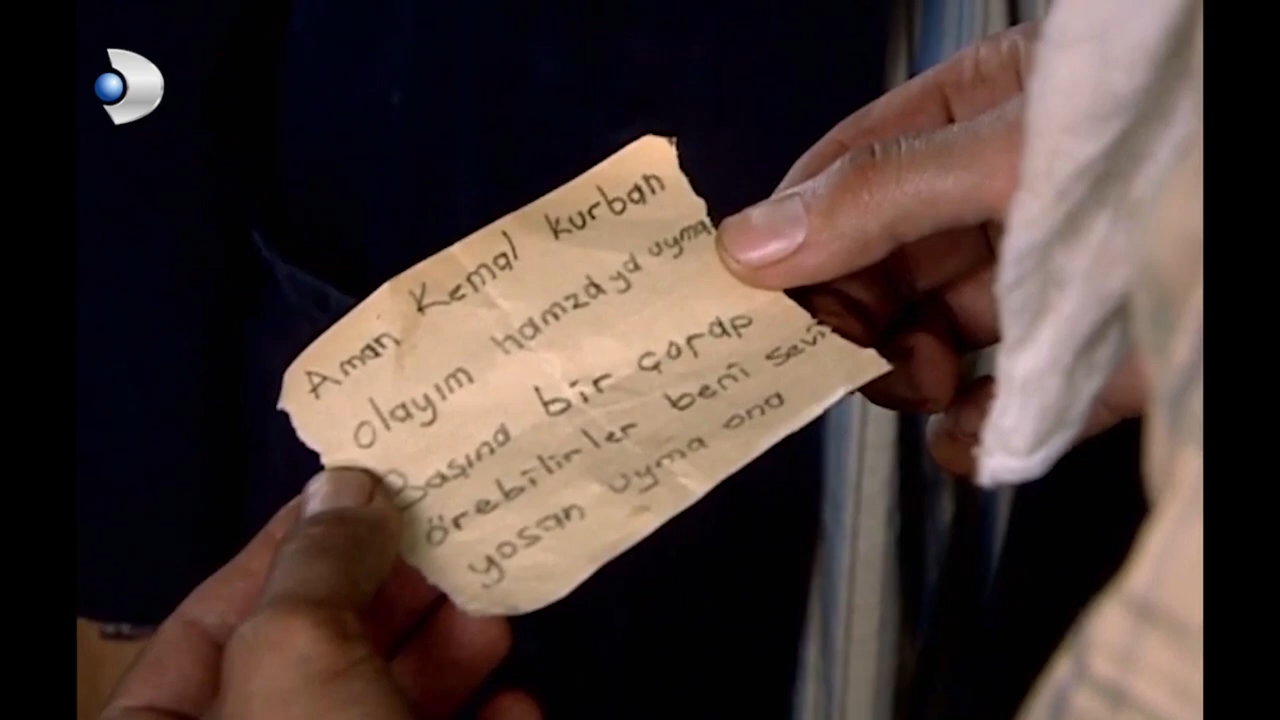 Aman Kemal kurban
olayım hamzaya uyma
Başına bir çorap
örebilirler beni sevi
yosan uyma ona